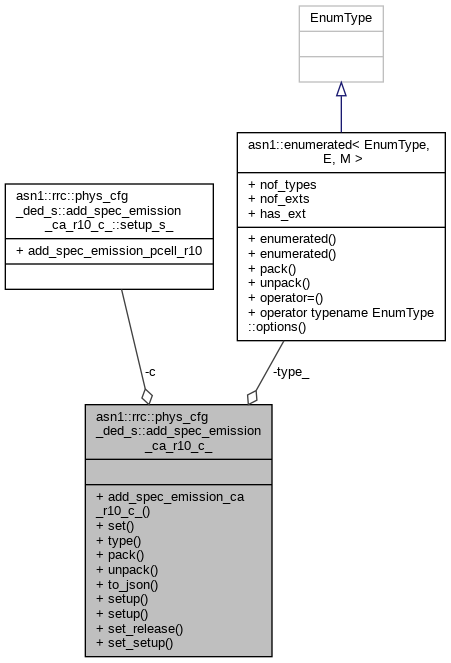 EnumType
asn1::enumerated< EnumType,
E, M >
+ nof_types
+ nof_exts
+ has_ext
+ enumerated()
+ enumerated()
+ pack()
+ unpack()
+ operator=()
+ operator typename EnumType
::options()
asn1::rrc::phys_cfg
_ded_s::add_spec_emission
_ca_r10_c_::setup_s_
+ add_spec_emission_pcell_r10
-c
-type_
asn1::rrc::phys_cfg
_ded_s::add_spec_emission
_ca_r10_c_
+ add_spec_emission_ca
_r10_c_()
+ set()
+ type()
+ pack()
+ unpack()
+ to_json()
+ setup()
+ setup()
+ set_release()
+ set_setup()